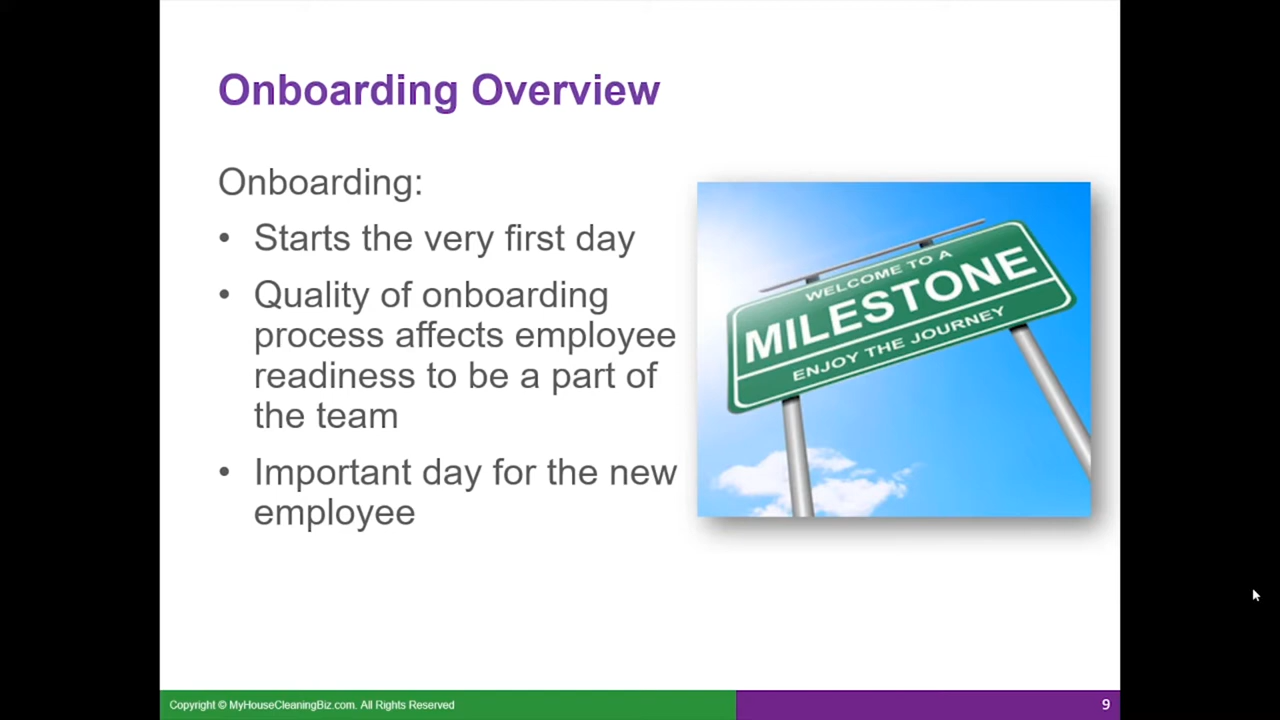 Onboarding Overview
Onboarding:
• Starts the very first day
• Quality of onboarding
process affects employee
readiness to be a part of
the team
• Important day for the new
employee
WELCOME TO A
MILESTONE
ENJOY THE JOURNEY
Copyright © MyHouseCleaningBiz.com. All Rights Reserved
9